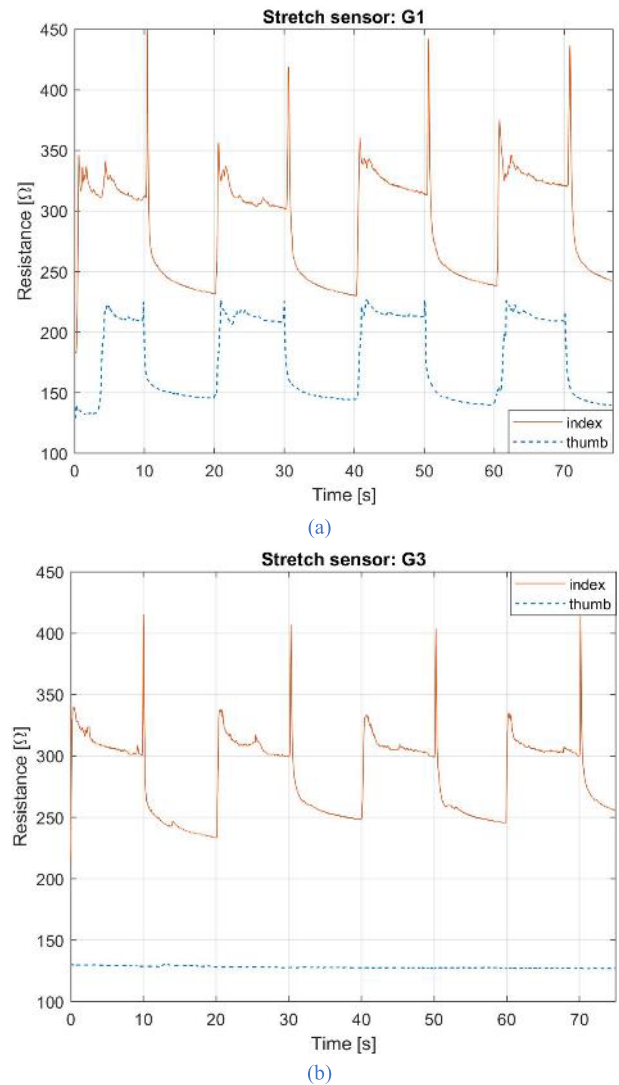 Stretch sensor: G1
450
400
350
300
250
200
150
100
Resistance [Ω]
0 10 20 30 40 50 60 70
Time [s]
index
thumb
(a)
Stretch sensor: G3
450
400
350
300
250
200
150
100
Resistance [Ω]
0 10 20 30 40 50 60 70
Time [s]
index
thumb
(b)